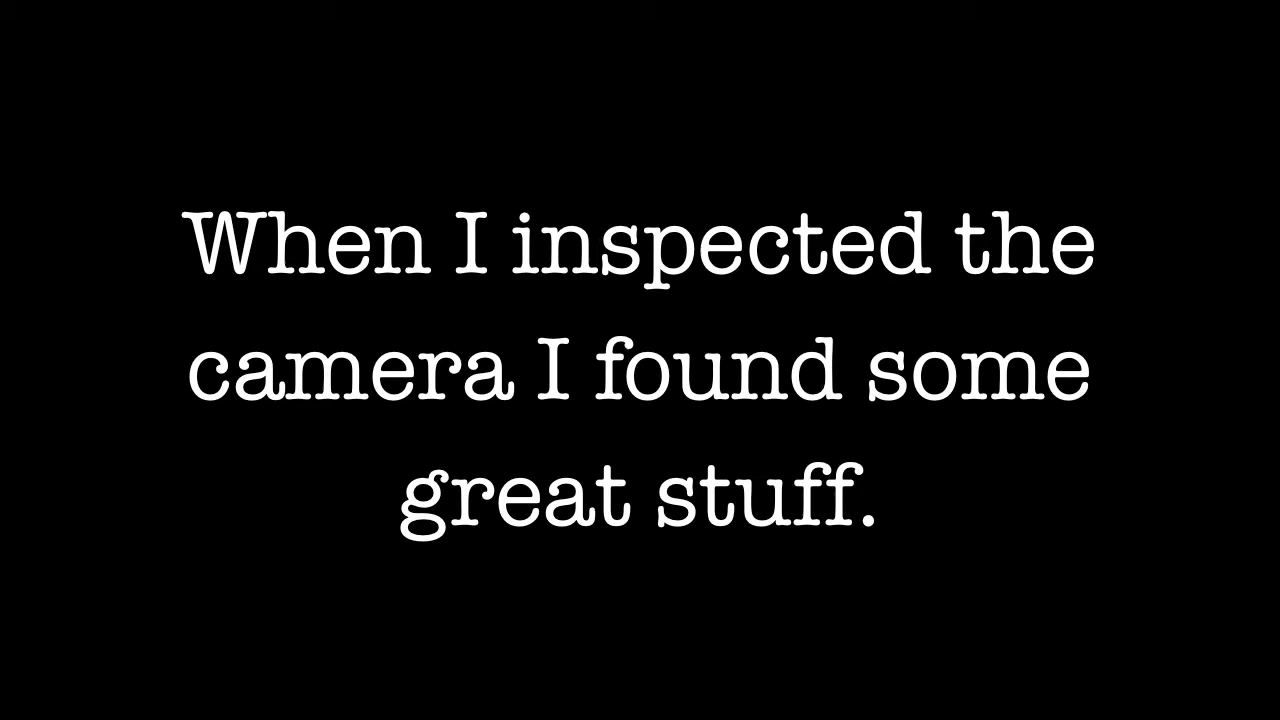 When I inspected the
camera I found some
great stuff.